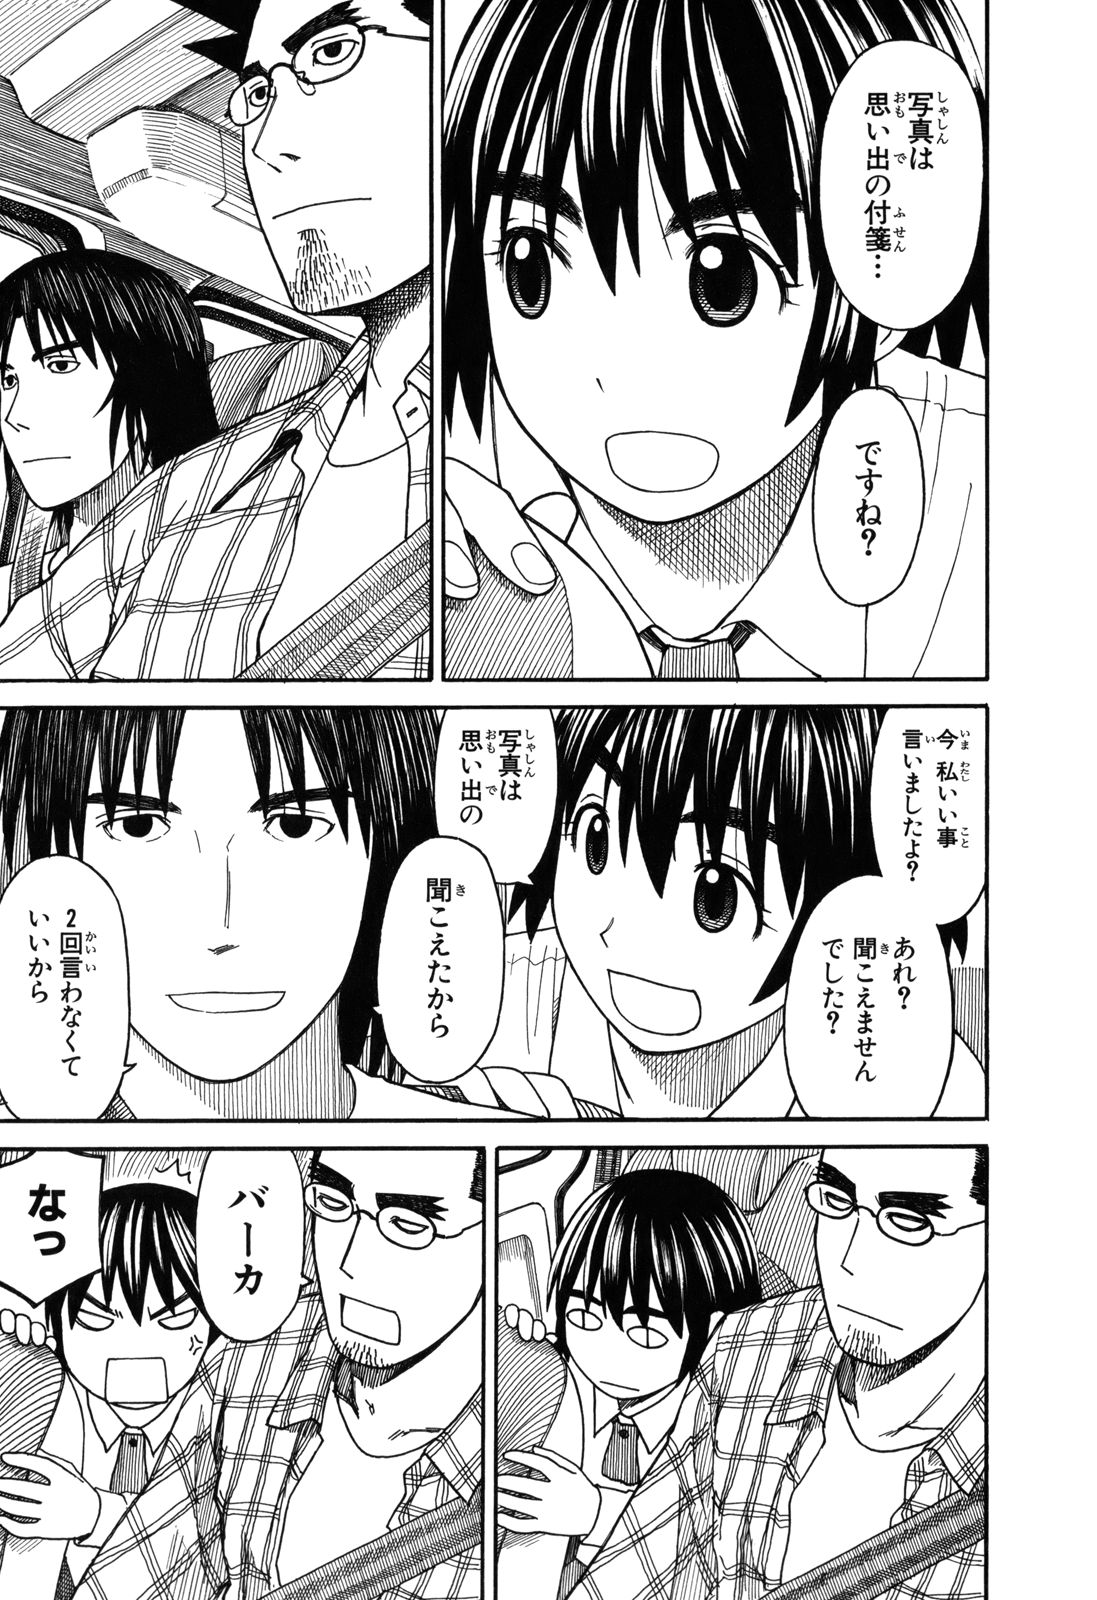 写真は
思い出の付箋…
ですね?
今私いい事
言いましたよ?
あれ?
聞こえません
でした?
写真は
思い出の
聞こえたから
2回言わなくて
いいから
バーカ
なっ